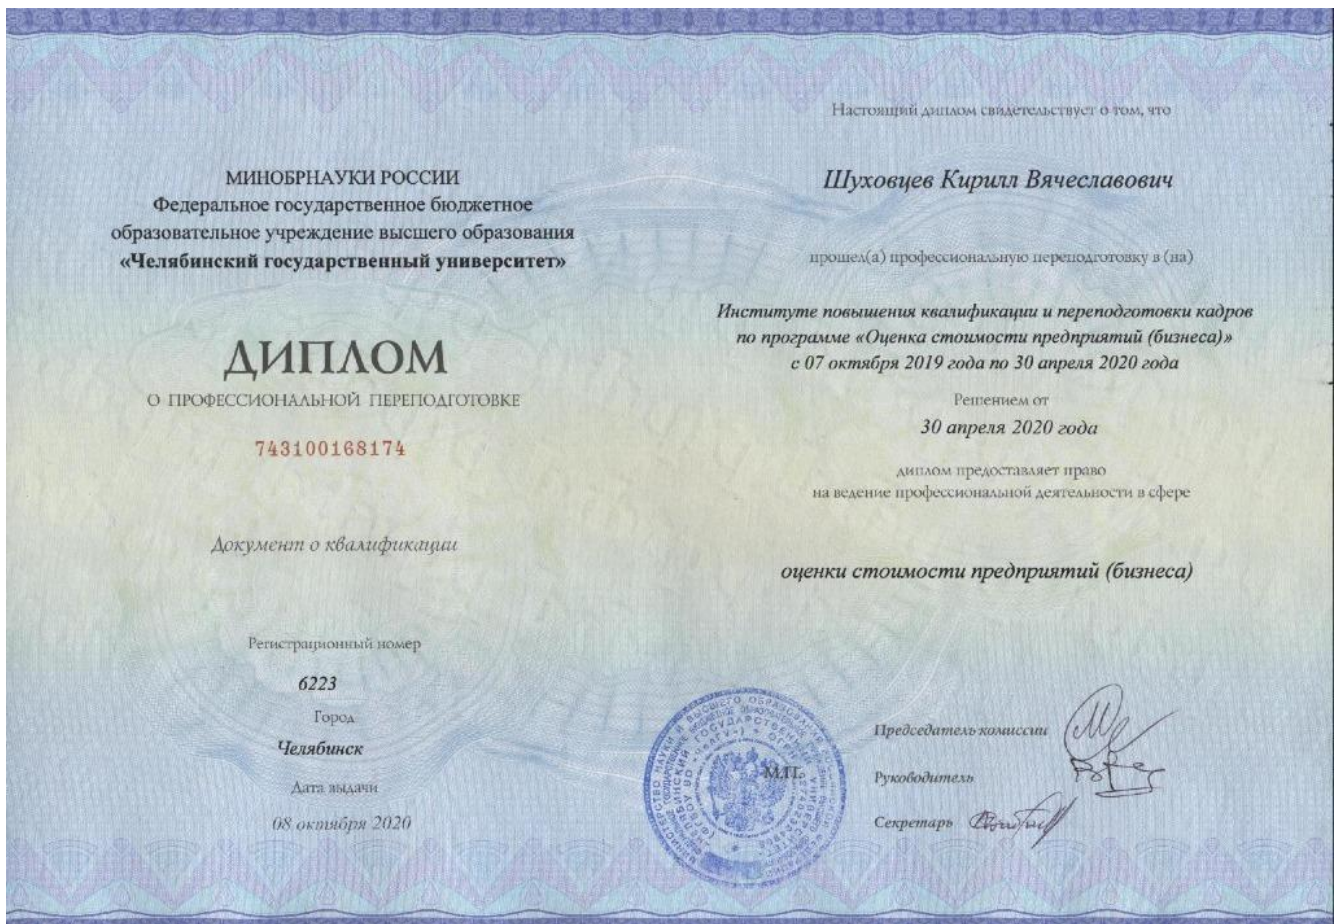 МИНОБРНАУКИ РОССИИ
Федеральное государственное бюджетное
образовательное учреждение высшего образования
«Челябинский государственный университет»
ДИПЛОМ
О ПРОФЕССИОНАЛЬНОЙ ПЕРЕПОДГОТОВКЕ
743100168174
Документ о квалификации
Регистрационный номер
6223
Город
Челябинск
Дата выдачи
08 октября 2020
Настоящий диплом свидетельствует о том, что
Шуховцев Кирилл Вячеславович
прошел(а) профессиональную переподготовку в (на)
Институте повышения квалификации и переподготовки кадров
по программе «Оценка стоимости предприятий (бизнеса)»
с 07 октября 2019 года по 30 апреля 2020 года
Решением от
30 апреля 2020 года
диплом предоставляет право
на ведение профессиональной деятельности в сфере
оценки стоимости предприятий (бизнеса)
М.П.
Председатель комиссии
Руководитель
Секретарь